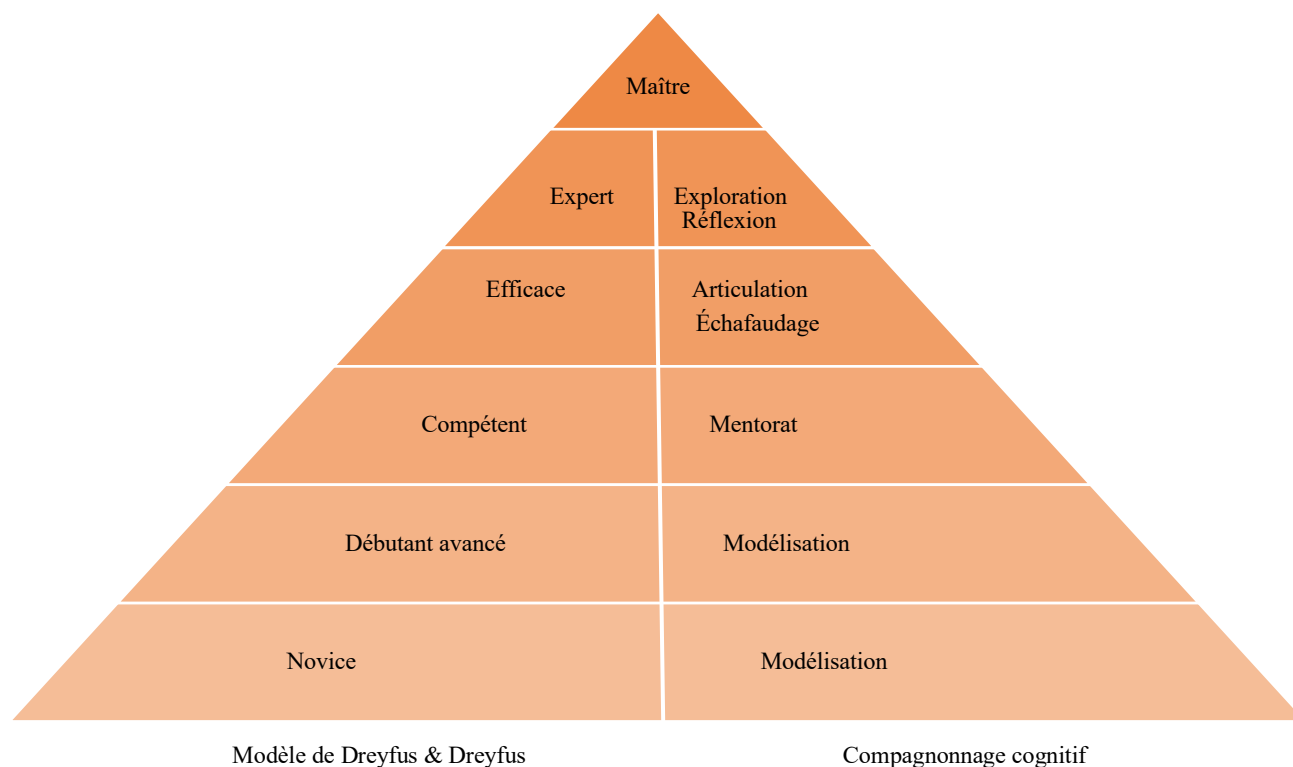 Maître
Expert
Exploration
Réflexion
Efficace
Articulation
Échafaudage
Compétent
Mentorat
Débutant avancé
Modélisation
Novice
Modélisation
Modèle de Dreyfus & Dreyfus
Compagnonnage cognitif